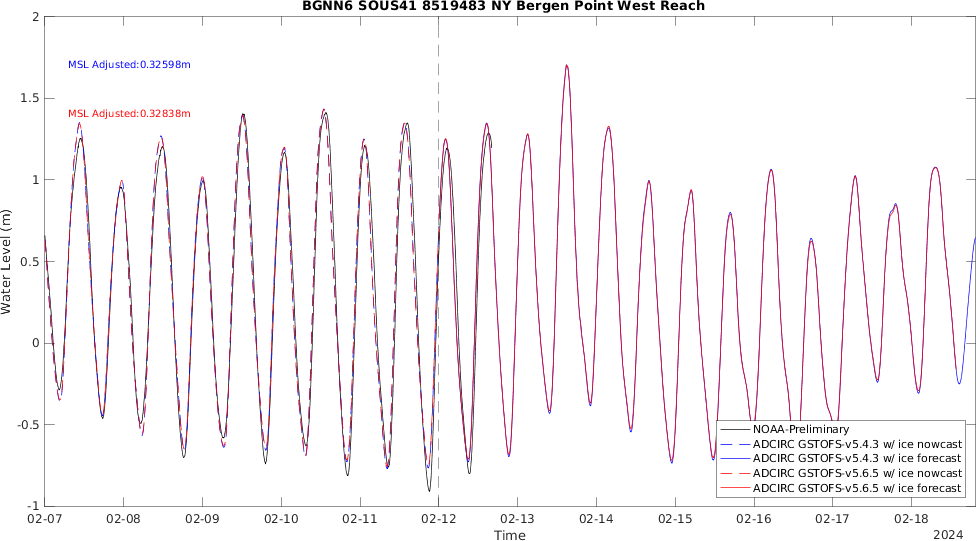 BGNN6 SOUS41 8519483 NY Bergen Point West Reach
2
1.5
1
0.5
0
-0.5
-1
Water Level (m)
MSL Adjusted:0.32598m
MSL Adjusted:0.32838m
NOAA-Preliminary
ADCIRC GSTOFS-v5.4.3 w/ ice nowcast
ADCIRC GSTOFS-v5.4.3 w/ ice forecast
ADCIRC GSTOFS-v5.6.5 w/ ice nowcast
ADCIRC GSTOFS-v5.6.5 w/ ice forecast
02-07 02-08 02-09 02-10 02-11 02-12 02-13 02-14 02-15 02-16 02-17 02-18
Time
2024